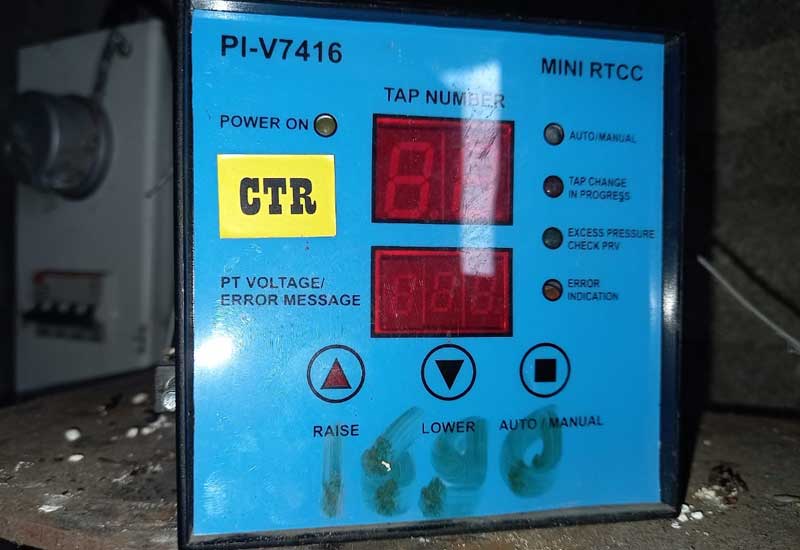 PI-V7416
MINI RTCC
TAP NUMBER
POWER ON
AUTO/MANUAL
CTR
TAP CHANGE
IN PROGRESS
EXCESS PRESSURE
CHECK PRV
PT VOLTAGE/
ERROR MESSAGE
ERROR
INDICATION
RAISE
LOWER
AUTO / MANUAL